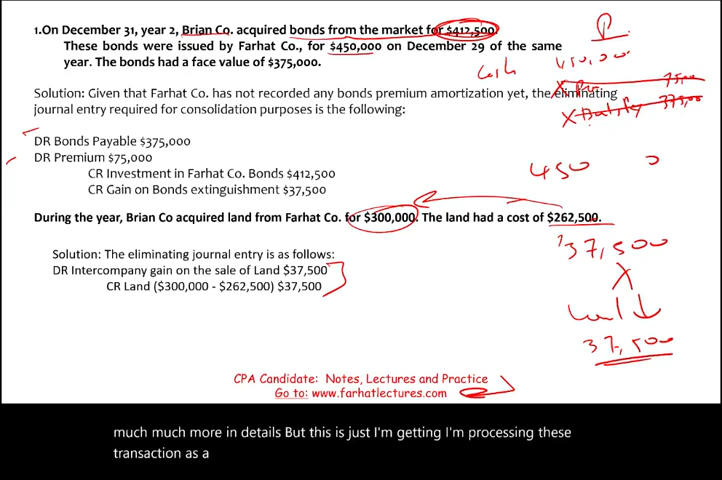 1.On December 31, year 2, Brian Co. acquired bonds from the market for $412,500.
These bonds were issued by Farhat Co., for $450,000 on December 29 of the same
year. The bonds had a face value of $375,000.
P
Cash 450,000
75,00
375,00
Solution: Given that Farhat Co. has not recorded any bonds premium amortization yet, the eliminating
journal entry required for consolidation purposes is the following:
DR Bonds Payable $375,000
DR Premium $75,000
CR Investment in Farhat Co. Bonds $412,500
CR Gain on Bonds extinguishment $37,500
450
During the year, Brian Co acquired land from Farhat Co. for $300,000. The land had a cost of $262,500.
Solution: The eliminating journal entry is as follows:
DR Intercompany gain on the sale of Land $37,500
CR Land ($300,000 - $262,500) $37,500
37,500
X
Land ↓
37,500
CPA Candidate: Notes, Lectures and Practice
Go to: www.farhatlectures.com
much much more in details But this is just I'm getting I'm processing these
transaction as a